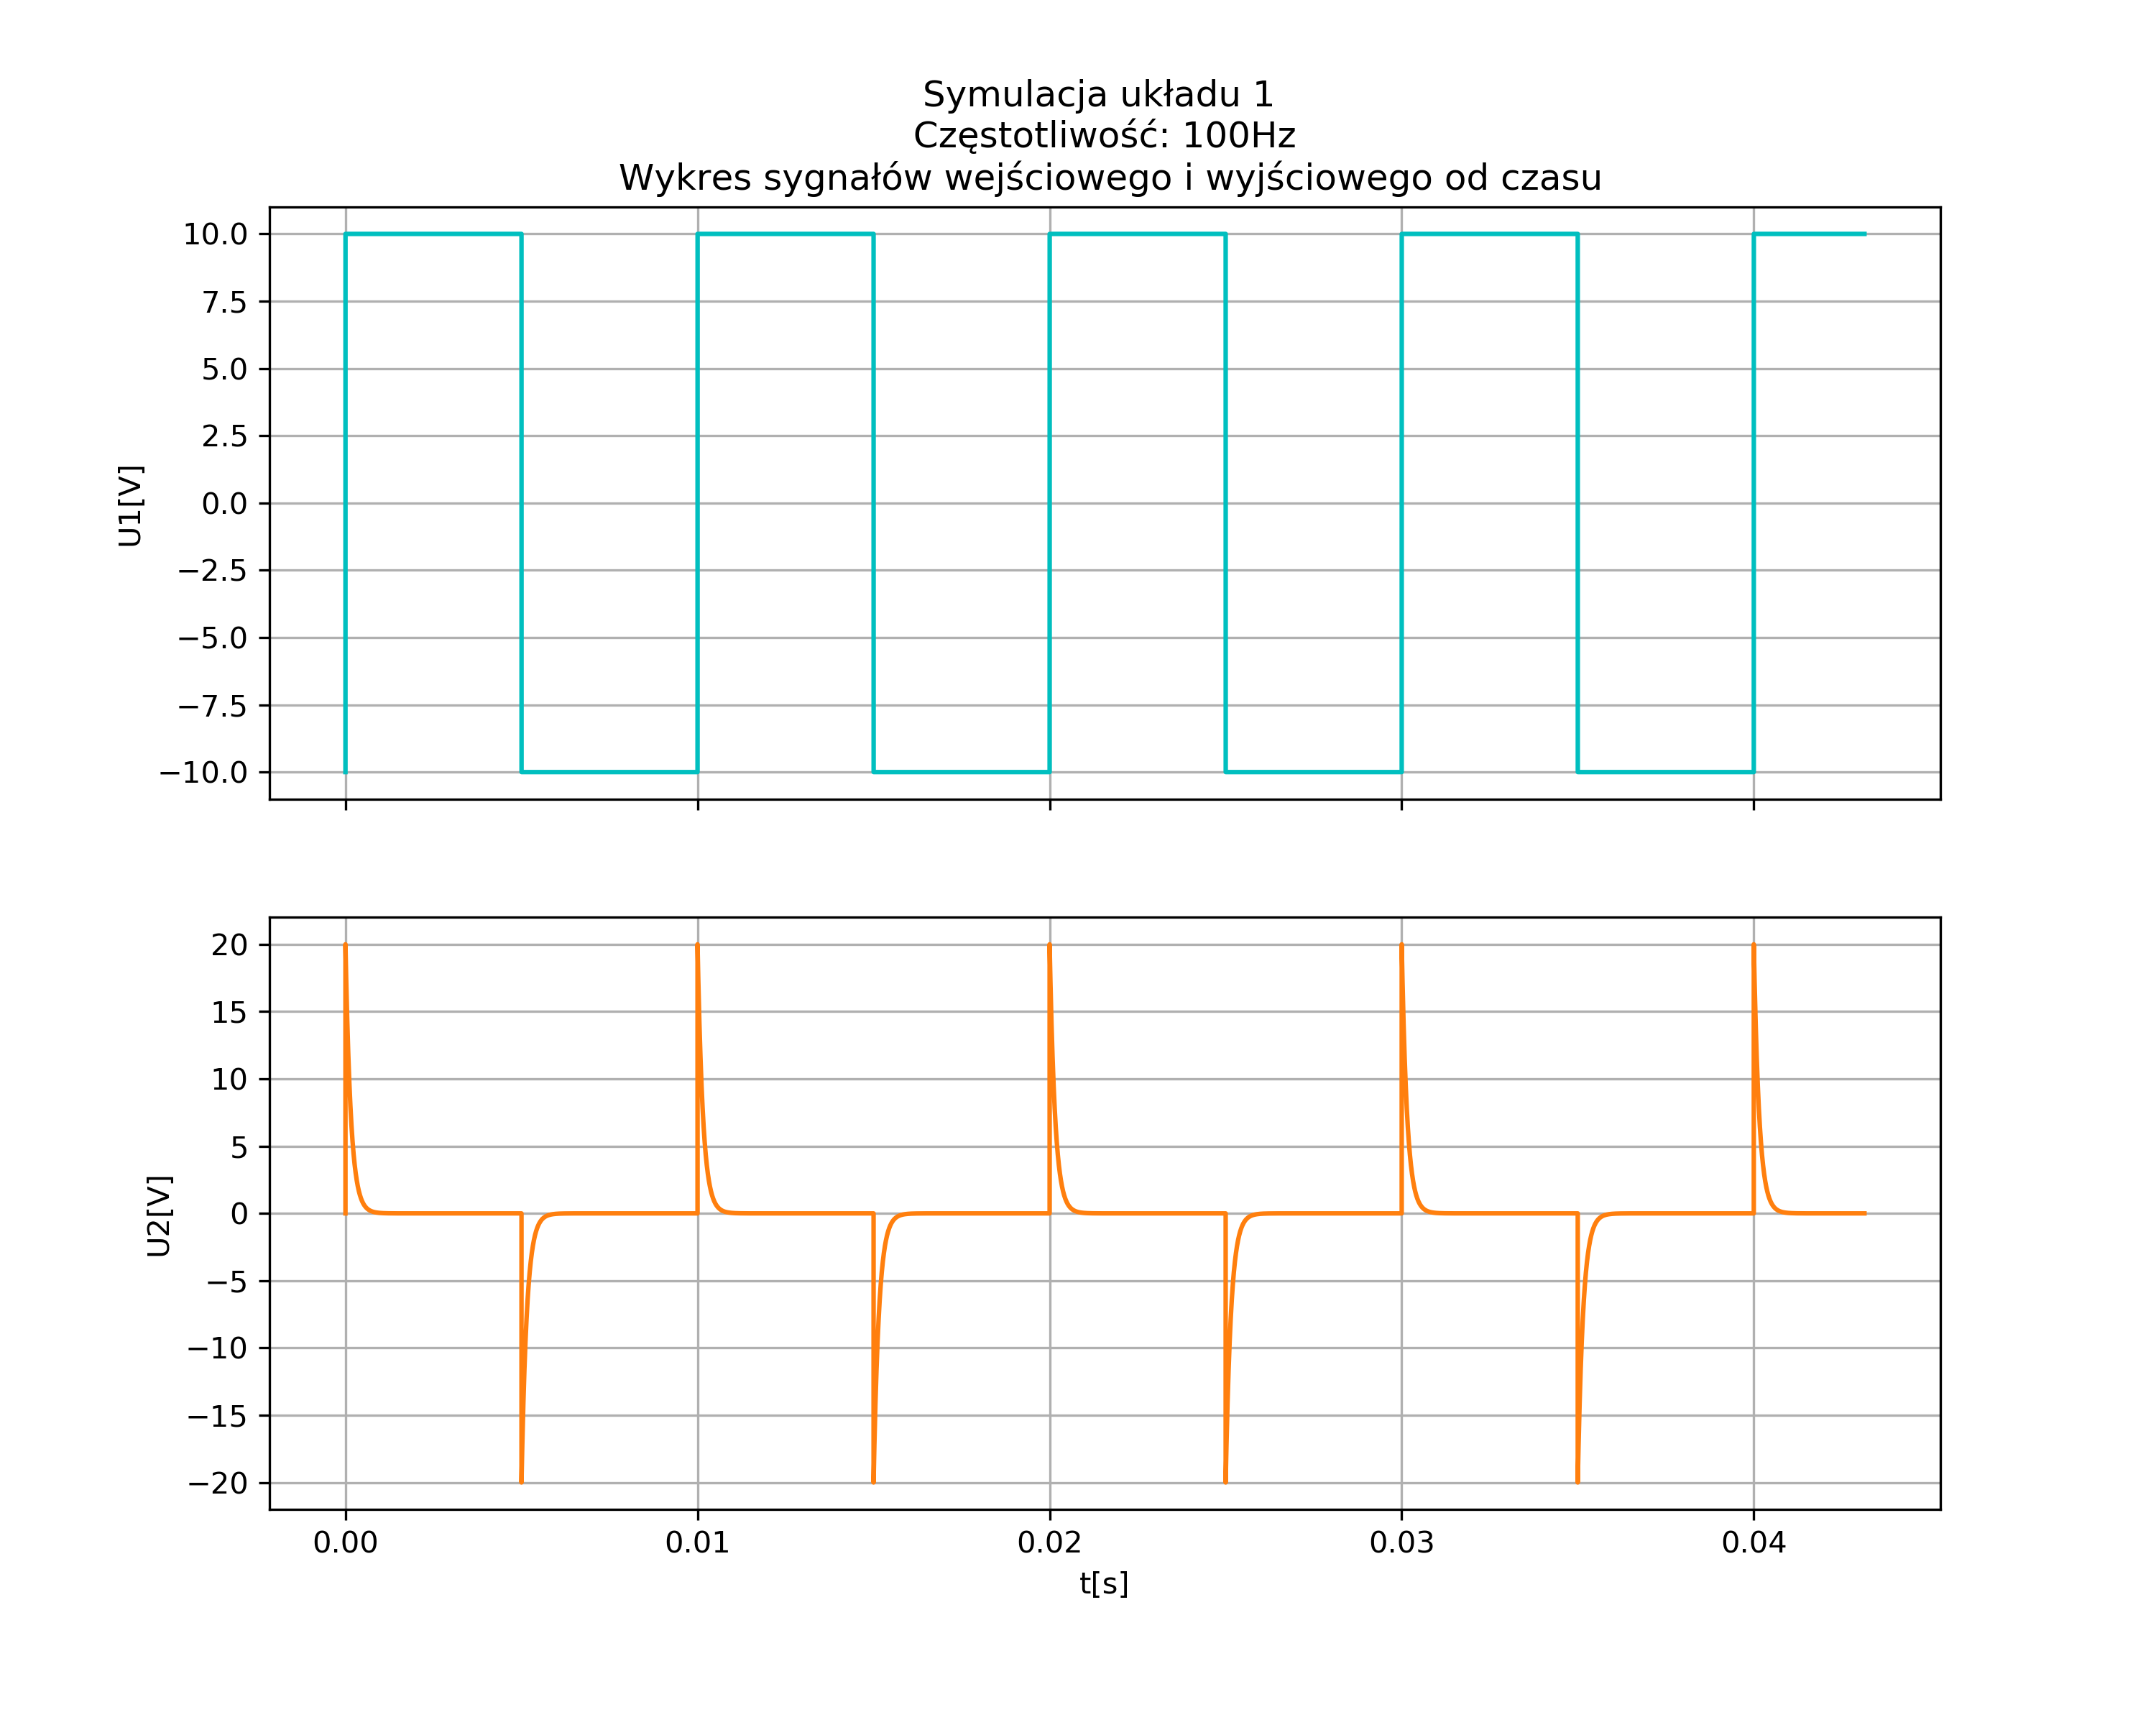 Symulacja układu 1
Częstotliwość: 100Hz
Wykres sygnałów wejściowego i wyjściowego od czasu
10.0
7.5
5.0
2.5
0.0
−2.5
−5.0
−7.5
−10.0
U1[V]
20
15
10
5
0
−5
−10
−15
−20
U2[V]
0.00 0.01 0.02 0.03 0.04
t[s]